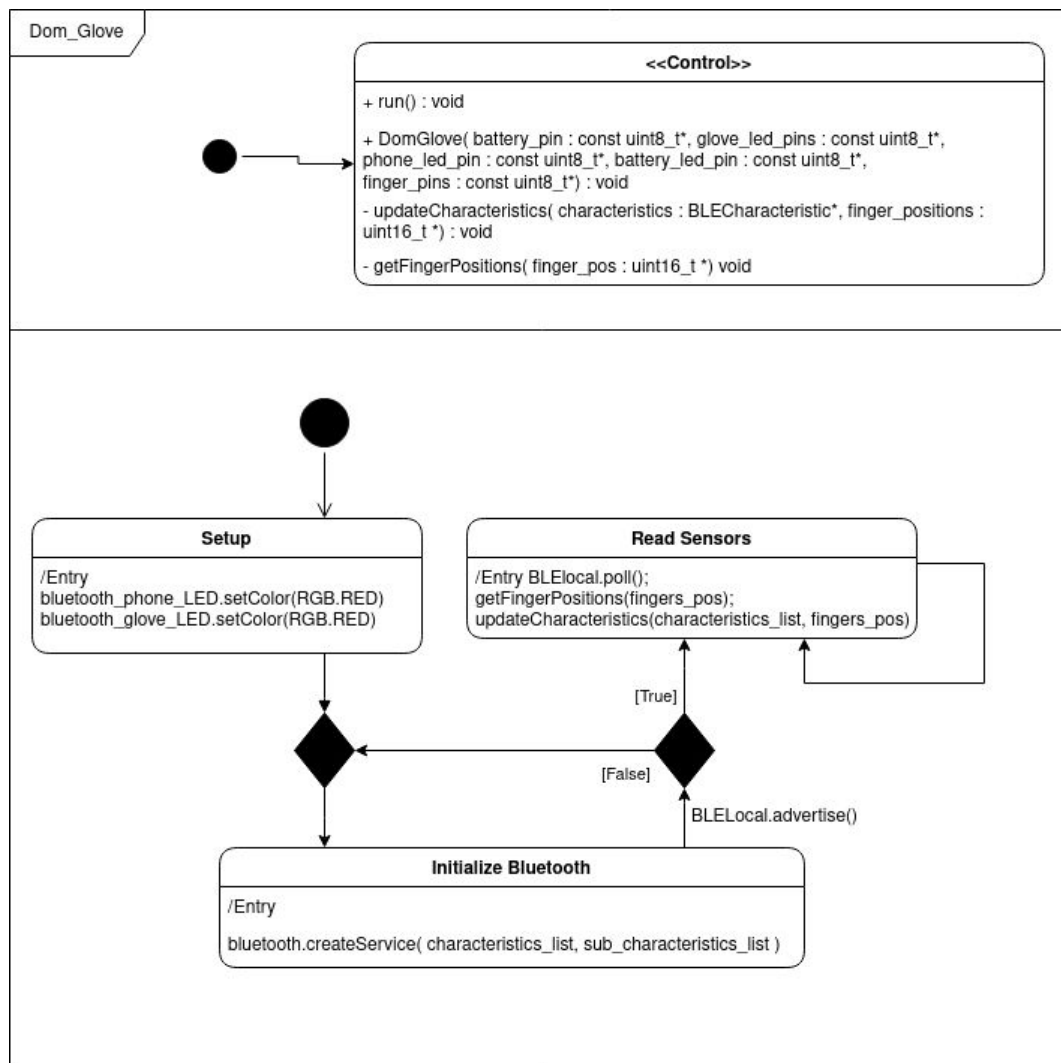 Dom_Glove
<<Control>>
+ run() : void
+ DomGlove( battery_pin : const uint8_t*, glove_led_pins : const uint8_t*,
phone_led_pin : const uint8_t*, battery_led_pin : const uint8_t*,
finger_pins : const uint8_t*) : void
- updateCharacteristics( characteristics : BLECharacteristic*, finger_positions :
uint16_t *) : void
- getFingerPositions( finger_pos : uint16_t *) void
Setup
/Entry
bluetooth_phone_LED.setColor(RGB.RED)
bluetooth_glove_LED.setColor(RGB.RED)
Read Sensors
/Entry BLElocal.poll();
getFingerPositions(fingers_pos);
updateCharacteristics(characteristics_list, fingers_pos)
[True]
[False]
BLELocal.advertise()
Initialize Bluetooth
/Entry
bluetooth.createService( characteristics_list, sub_characteristics_list )